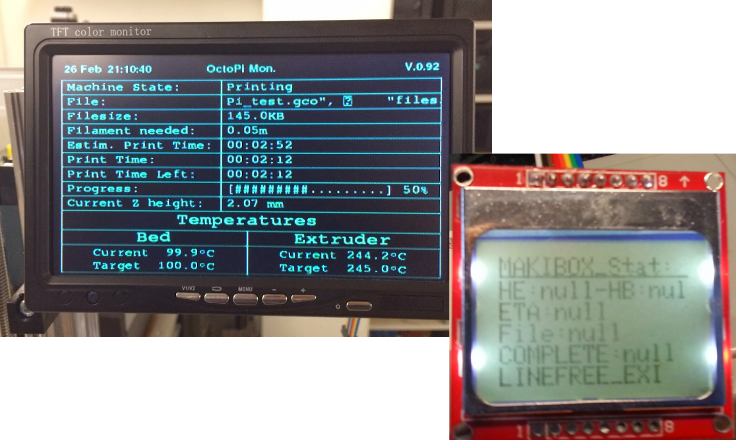 TFT color monitor
26 Feb 21:10:40 OctoPi Mon. V.0.92
Machine State: Printing
File: Pi_test.gco", "files
Filesize: 145.0KB
Filament needed: 0.05m
Estim. Print Time: 00:02:52
Print Time: 00:02:12
Print Time Left: 00:02:12
Progress: [#########.........] 50%
Current Z height: 2.07 mm
Temperatures
Bed Extruder
Current 99.9°C Current 244.2°C
Target 100.0°C Target 245.0°C
MENU - +
1 8 ↑
MAKIBOX_Stat:_
HE:null-HB:nul
ETA:null
File:null
COMPLETE:null
LINEFREE_EXI
1 8